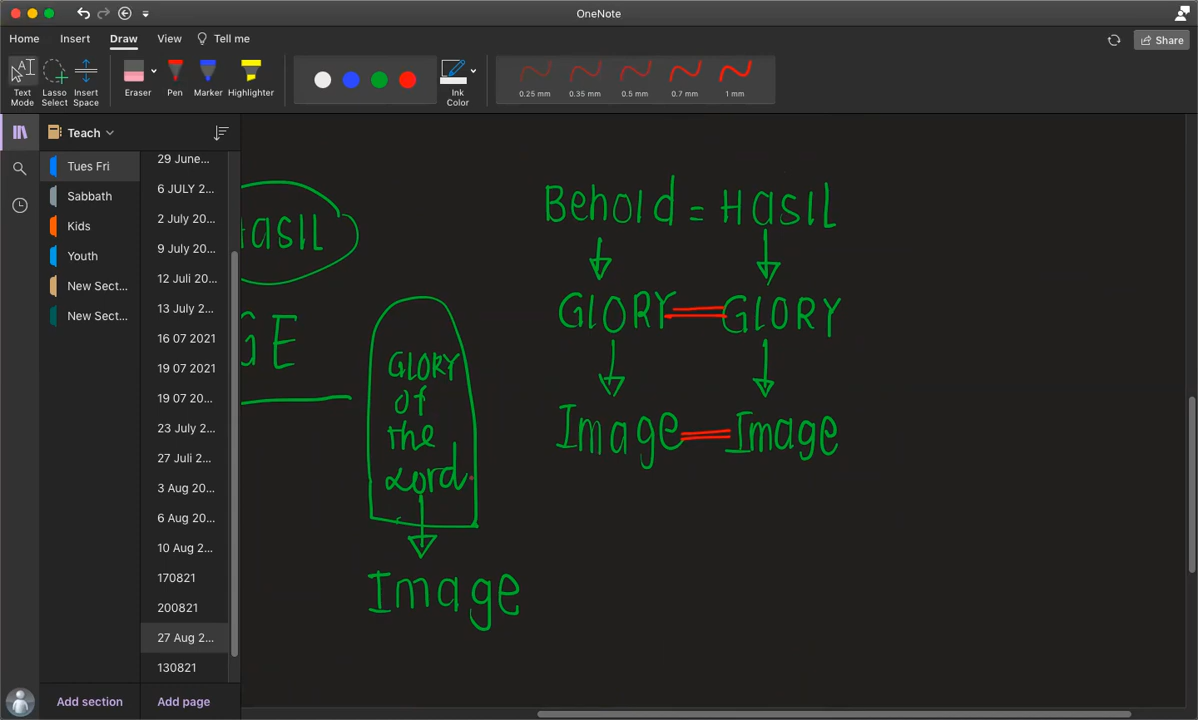 OneNote
Home Insert Draw View Tell me
Share
Text Mode
Lasso Select
Insert Space
Eraser
Pen
Marker
Highlighter
Ink Color
0.25 mm 0.35 mm 0.5 mm 0.7 mm 1 mm
Teach
Tues Fri
Sabbath
Kids
Youth
New Sect...
New Sect...
29 June...
6 JULY 2...
2 July 20...
9 July 20...
12 Juli 20...
13 July 2...
16 07 2021
19 07 2021
19 07 20...
23 July 2...
27 Juli 2...
3 Aug 20...
6 Aug 20...
10 Aug 2...
170821
200821
27 Aug 2...
130821
Add section
Add page
HasIL
GE
GLORY
of
the
Lord
Image
Behold = HasIL
GLORY = GLORY
Image = Image